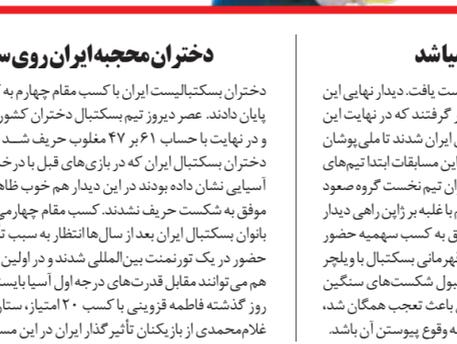 دختران محجبه ایران روی س
دختران بسکتبالیست ایران با کسب مقام چهارم به
پایان دادند. عصر دیروز تیم بسکتبال دختران کشور
و در نهایت با حساب ۶۱ بر ۴۷ مغلوب حریف شد
دختران بسکتبال ایران که در بازی‌های قبل با درخ
آسیایی نشان داده بودند در این دیدار هم خوب ظاه
موفق به شکست حریف نشدند. کسب مقام چهارمی
بانوان بسکتبال ایران بعد از سال‌ها انتظار به سبب ت
حضور در یک تورنمنت بین‌المللی شدند و در اولین
هم می‌توانند مقابل قدرت‌های درجه اول آسیا بایست
روز گذشته فاطمه قزوینی با کسب ۲۰ امتیاز، ستار
غلام‌محمدی از بازیکنان تأثیرگذار ایران در این مس
یاشد
ست یافت. دیدار نهایی این
ر گرفتند که در نهایت این
ایران شدند تا ملی‌پوشان
این مسابقات ابتدا تیم‌های
ان تیم نخست گروه صعود
م با غلبه بر ژاپن راهی دیدار
ق به کسب سهمیه حضور
قهرمانی بسکتبال با ویلچر
قبول شکست‌های سنگین
باعث تعجب همگان شد،
ه وقوع پیوستن آن باشد.